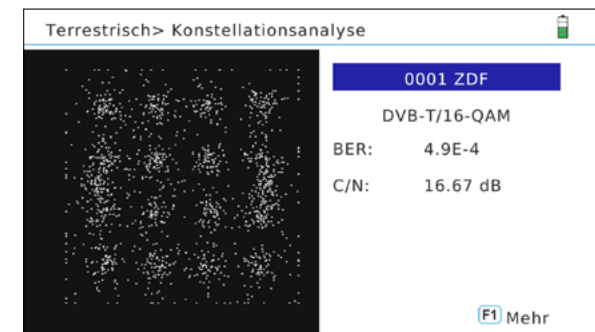 Terrestrisch> Konstellationsanalyse
0001 ZDF
DVB-T/16-QAM
BER: 4.9E-4
C/N: 16.67 dB
F1 Mehr